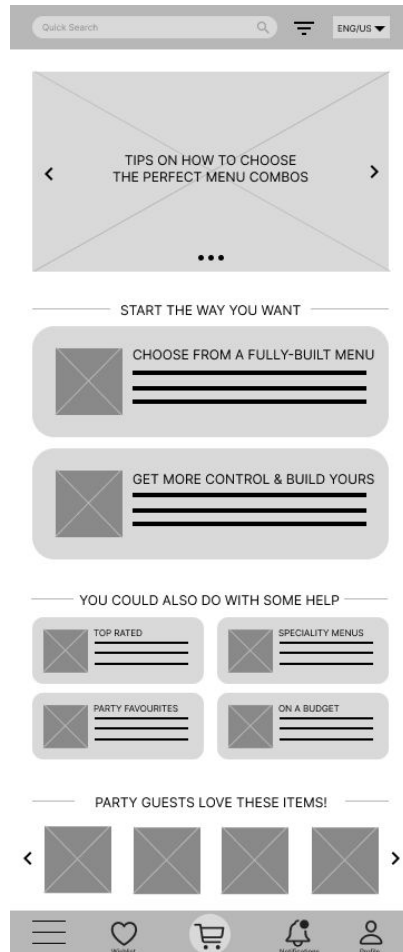 Quick Search
ENG/US
TIPS ON HOW TO CHOOSE
THE PERFECT MENU COMBOS
START THE WAY YOU WANT
CHOOSE FROM A FULLY-BUILT MENU
GET MORE CONTROL & BUILD YOURS
YOU COULD ALSO DO WITH SOME HELP
TOP RATED
SPECIALITY MENUS
PARTY FAVOURITES
ON A BUDGET
PARTY GUESTS LOVE THESE ITEMS!
Wishlist
Notifications
Profile